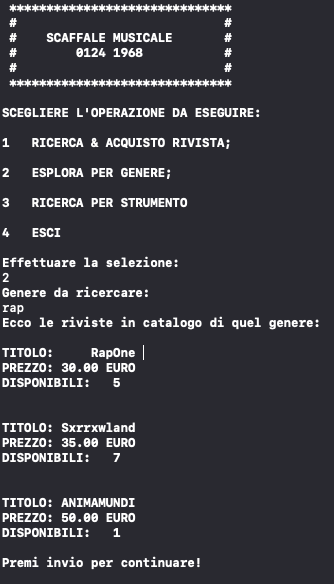 ******************************
#                            #
#    SCAFFALE MUSICALE       #
#        0124 1968           #
#                            #
******************************
SCEGLIERE L'OPERAZIONE DA ESEGUIRE:
1   RICERCA & ACQUISTO RIVISTA;
2   ESPLORA PER GENERE;
3   RICERCA PER STRUMENTO
4   ESCI
Effettuare la selezione:
2
Genere da ricercare:
rap
Ecco le riviste in catalogo di quel genere:
TITOLO:     RapOne
PREZZO: 30.00 EURO
DISPONIBILI:   5
TITOLO: Sxrrxwland
PREZZO: 35.00 EURO
DISPONIBILI:   7
TITOLO: ANIMAMUNDI
PREZZO: 50.00 EURO
DISPONIBILI:   1
Premi invio per continuare!